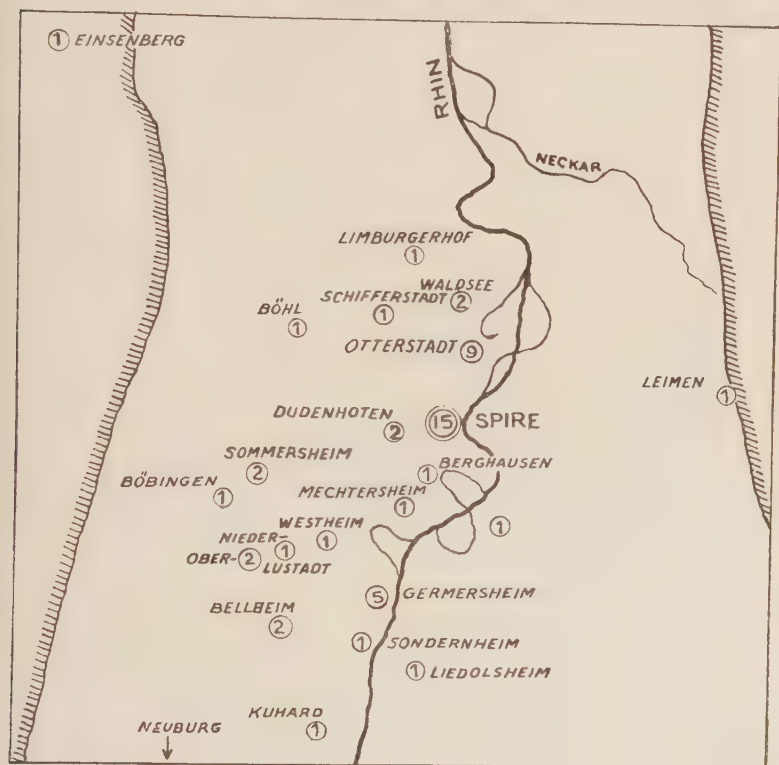 ① EINSENBERG
RHIN
NECKAR
LIMBURGERHOF
①
WALDSEE
②
SCHIFFERSTADT
①
BÖHL
①
OTTERSTADT ⑨
LEIMEN ①
DUDENHOTEN
②
⑮ SPIRE
SOMMERSHEIM
②
① BERGHAUSEN
BÖBINGEN
①
MECHTERSHEIM
①
WESTHEIM
①
①
NIEDER-
①
OBER-②
LUSTADT
⑤ GERMERSHEIM
BELLHEIM
②
① SONDERNHEIM
① LIEDOLSHEIM
KUHARD
①
NEUBURG
↓